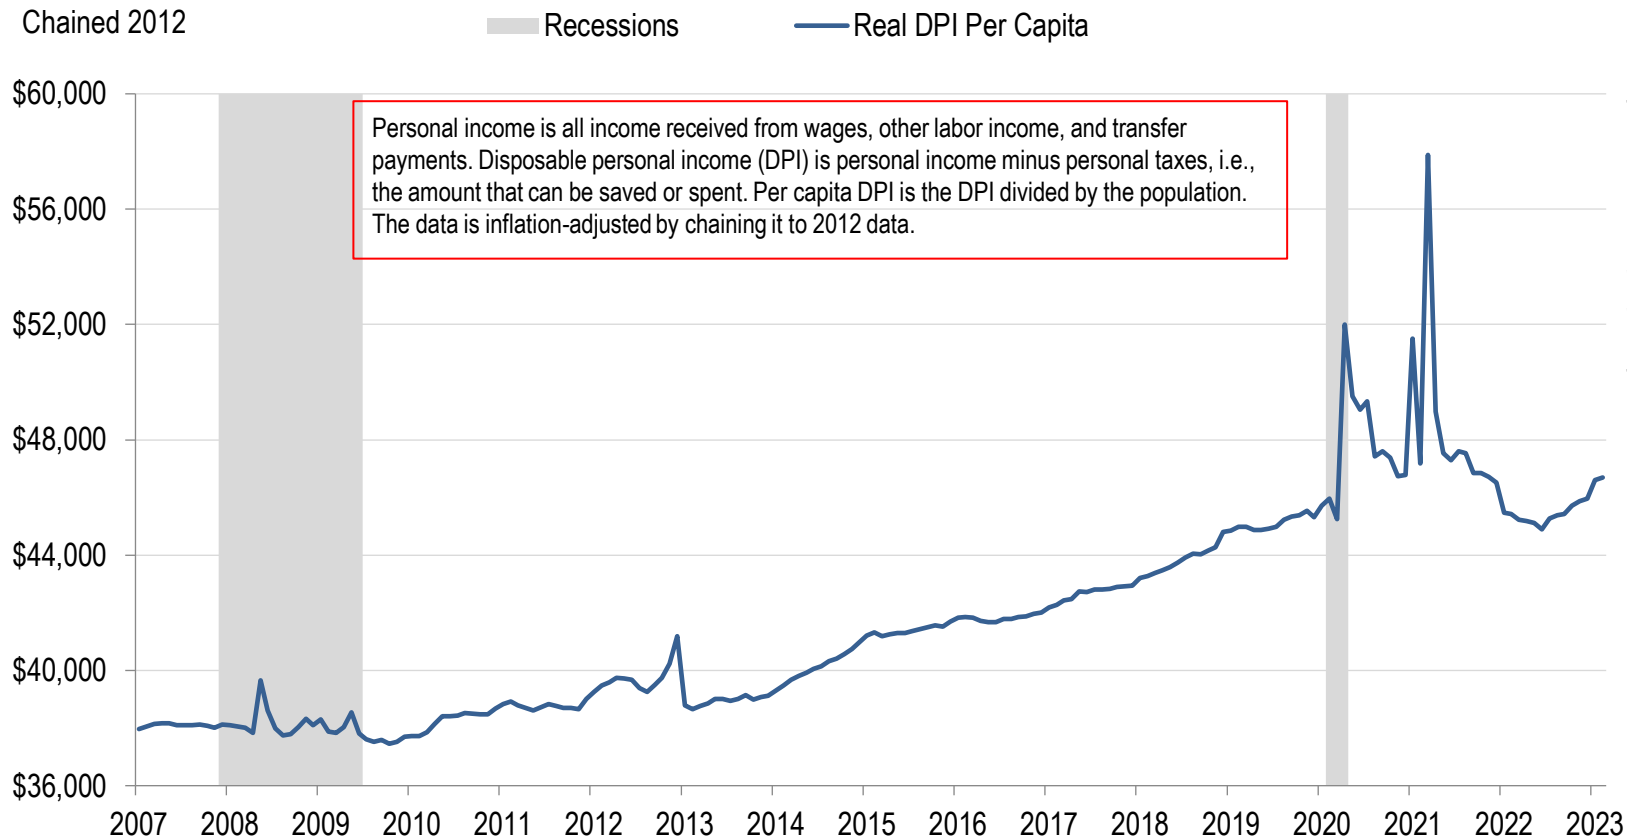 Chained 2012
Recessions
Real DPI Per Capita
$60,000
$56,000
$52,000
$48,000
$44,000
$40,000
$36,000
Personal income is all income received from wages, other labor income, and transfer
payments. Disposable personal income (DPI) is personal income minus personal taxes, i.e.,
the amount that can be saved or spent. Per capita DPI is the DPI divided by the population.
The data is inflation-adjusted by chaining it to 2012 data.
2007 2008 2009 2010 2011 2012 2013 2014 2015 2016 2017 2018 2019 2020 2021 2022 2023